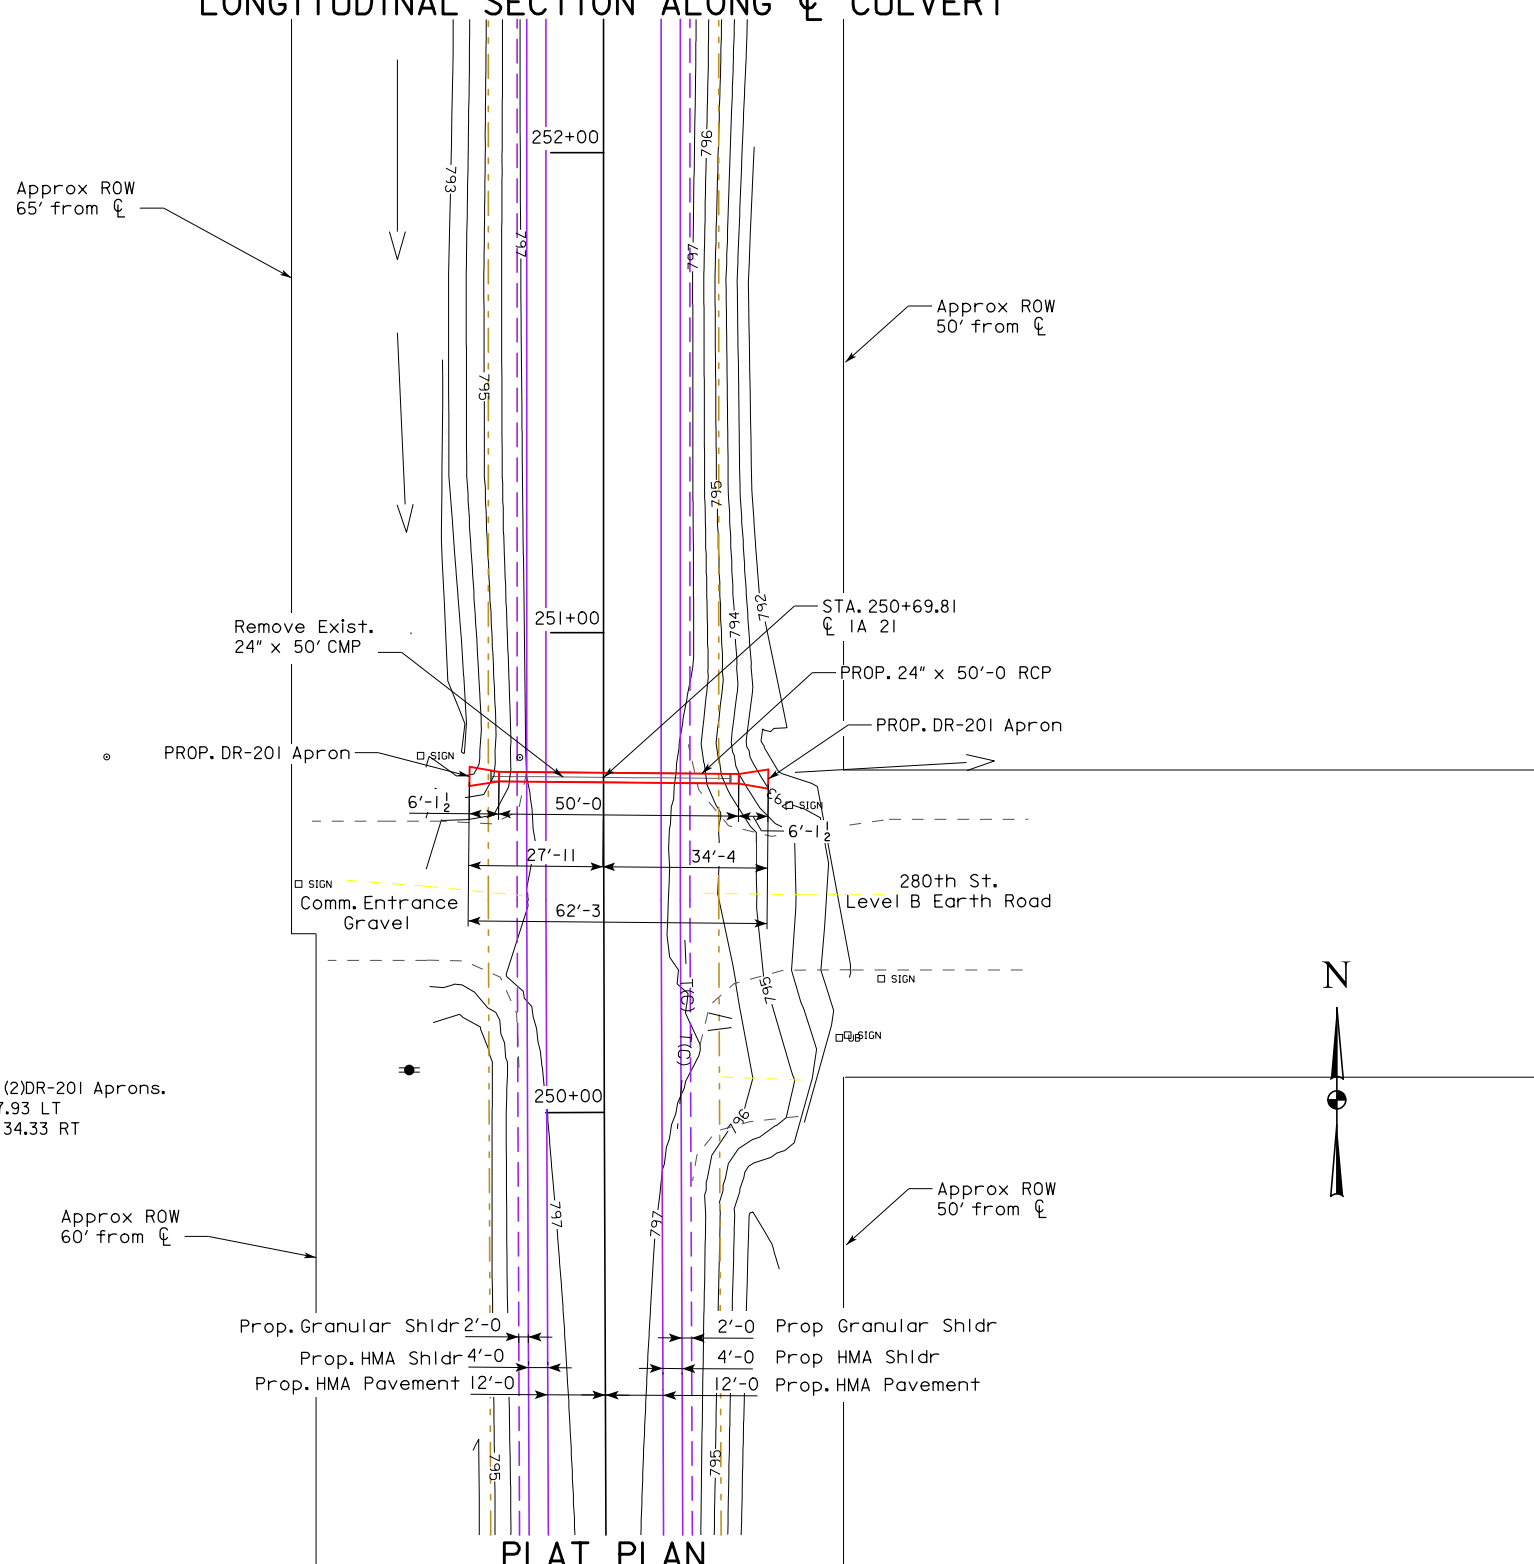 LONGITUDINAL SECTION ALONG ℄ CULVERT
252+00
796
793
Approx ROW
65' from ℄
797
797
Approx ROW
50' from ℄
795
795
792
794
STA. 250+69.81
℄ IA 21
251+00
Remove Exist.
24" x 50' CMP
PROP. 24" x 50'-0 RCP
PROP. DR-201 Apron
PROP. DR-201 Apron
SIGN
6'-1½
50'-0
93
SIGN
6'-1½
27'-11
34'-4
SIGN
280th St.
Level B Earth Road
Comm. Entrance
Gravel
62'-3
N
SIGN
795
T(C)
T(C)
SIGN
UB
(2)DR-201 Aprons.
7.93 LT
34.33 RT
250+00
796
Approx ROW
50' from ℄
Approx ROW
60' from ℄
797
797
Prop. Granular Shldr 2'-0
2'-0 Prop Granular Shldr
Prop. HMA Shldr 4'-0
4'-0 Prop HMA Shldr
Prop. HMA Pavement 12'-0
12'-0 Prop. HMA Pavement
795
795
PLAT PLAN